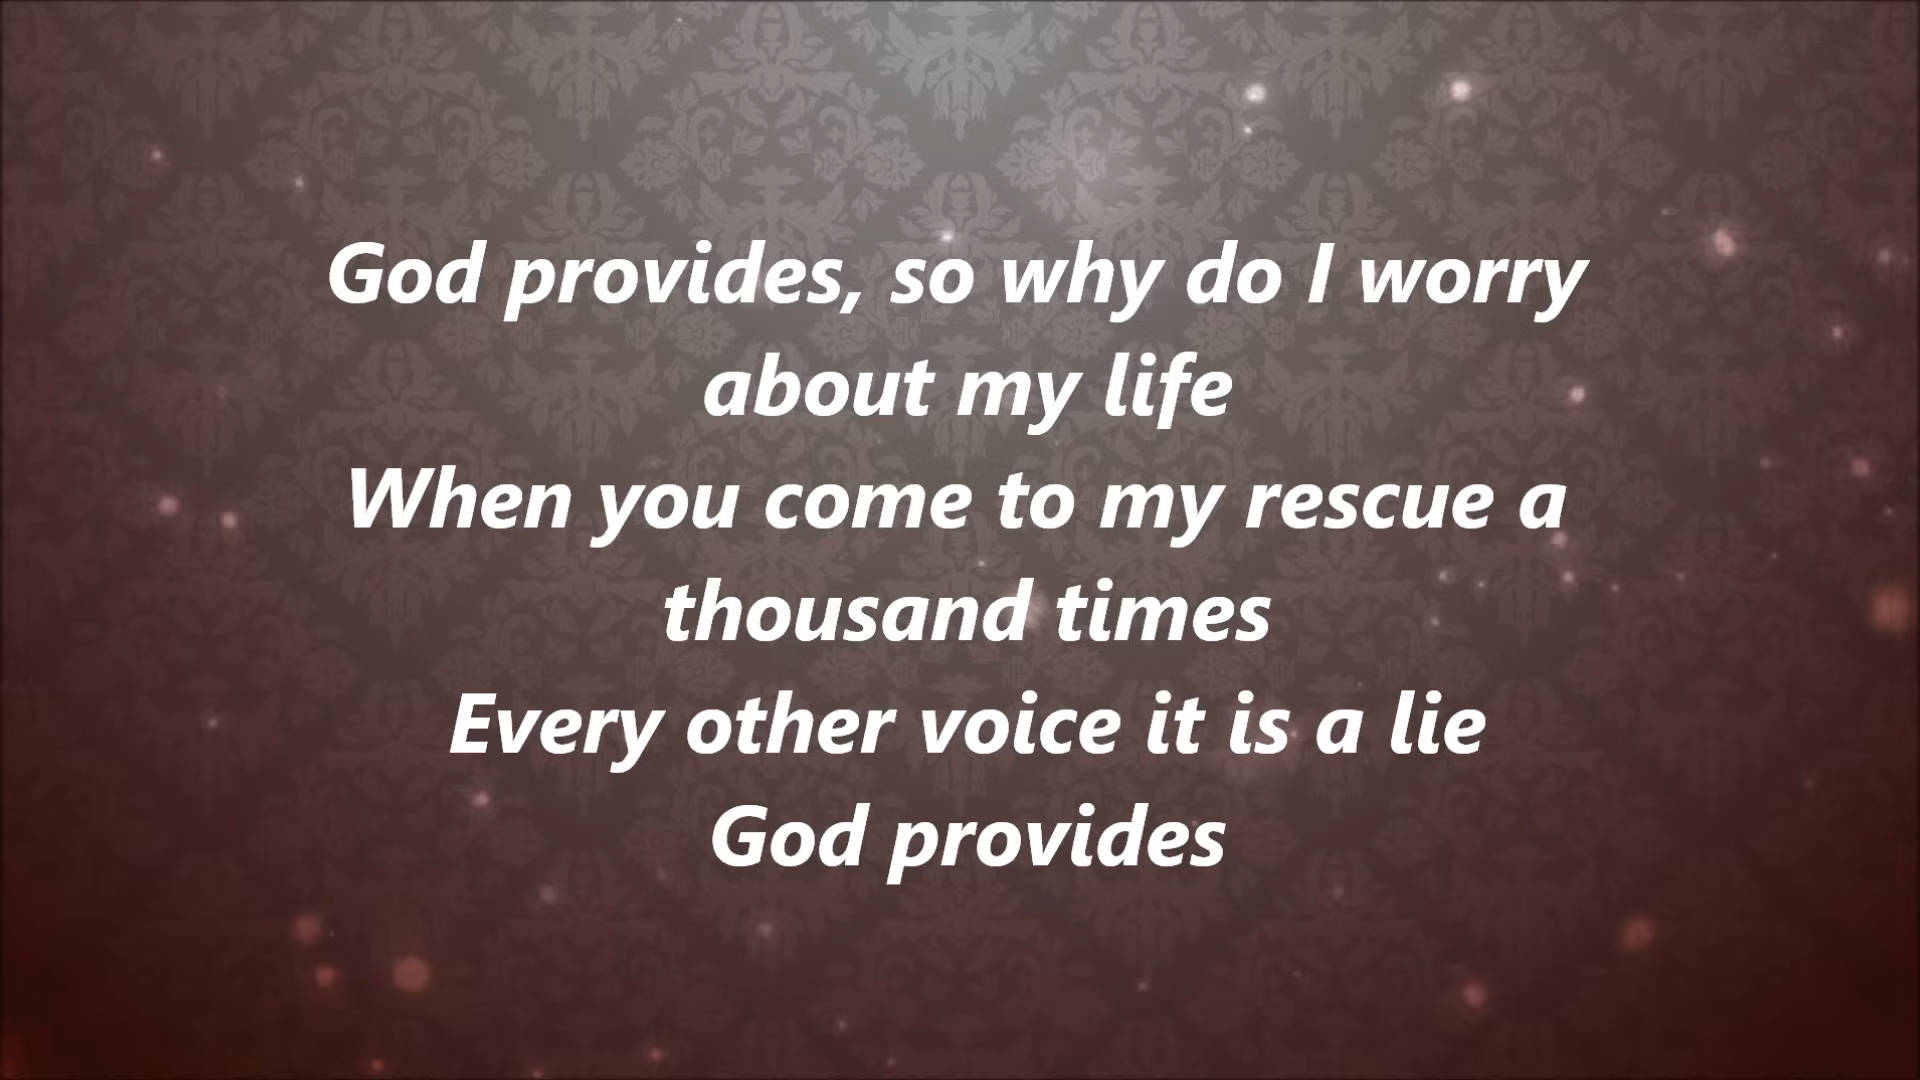 God provides, so why do I worry
about my life
When you come to my rescue a
thousand times
Every other voice it is a lie
God provides